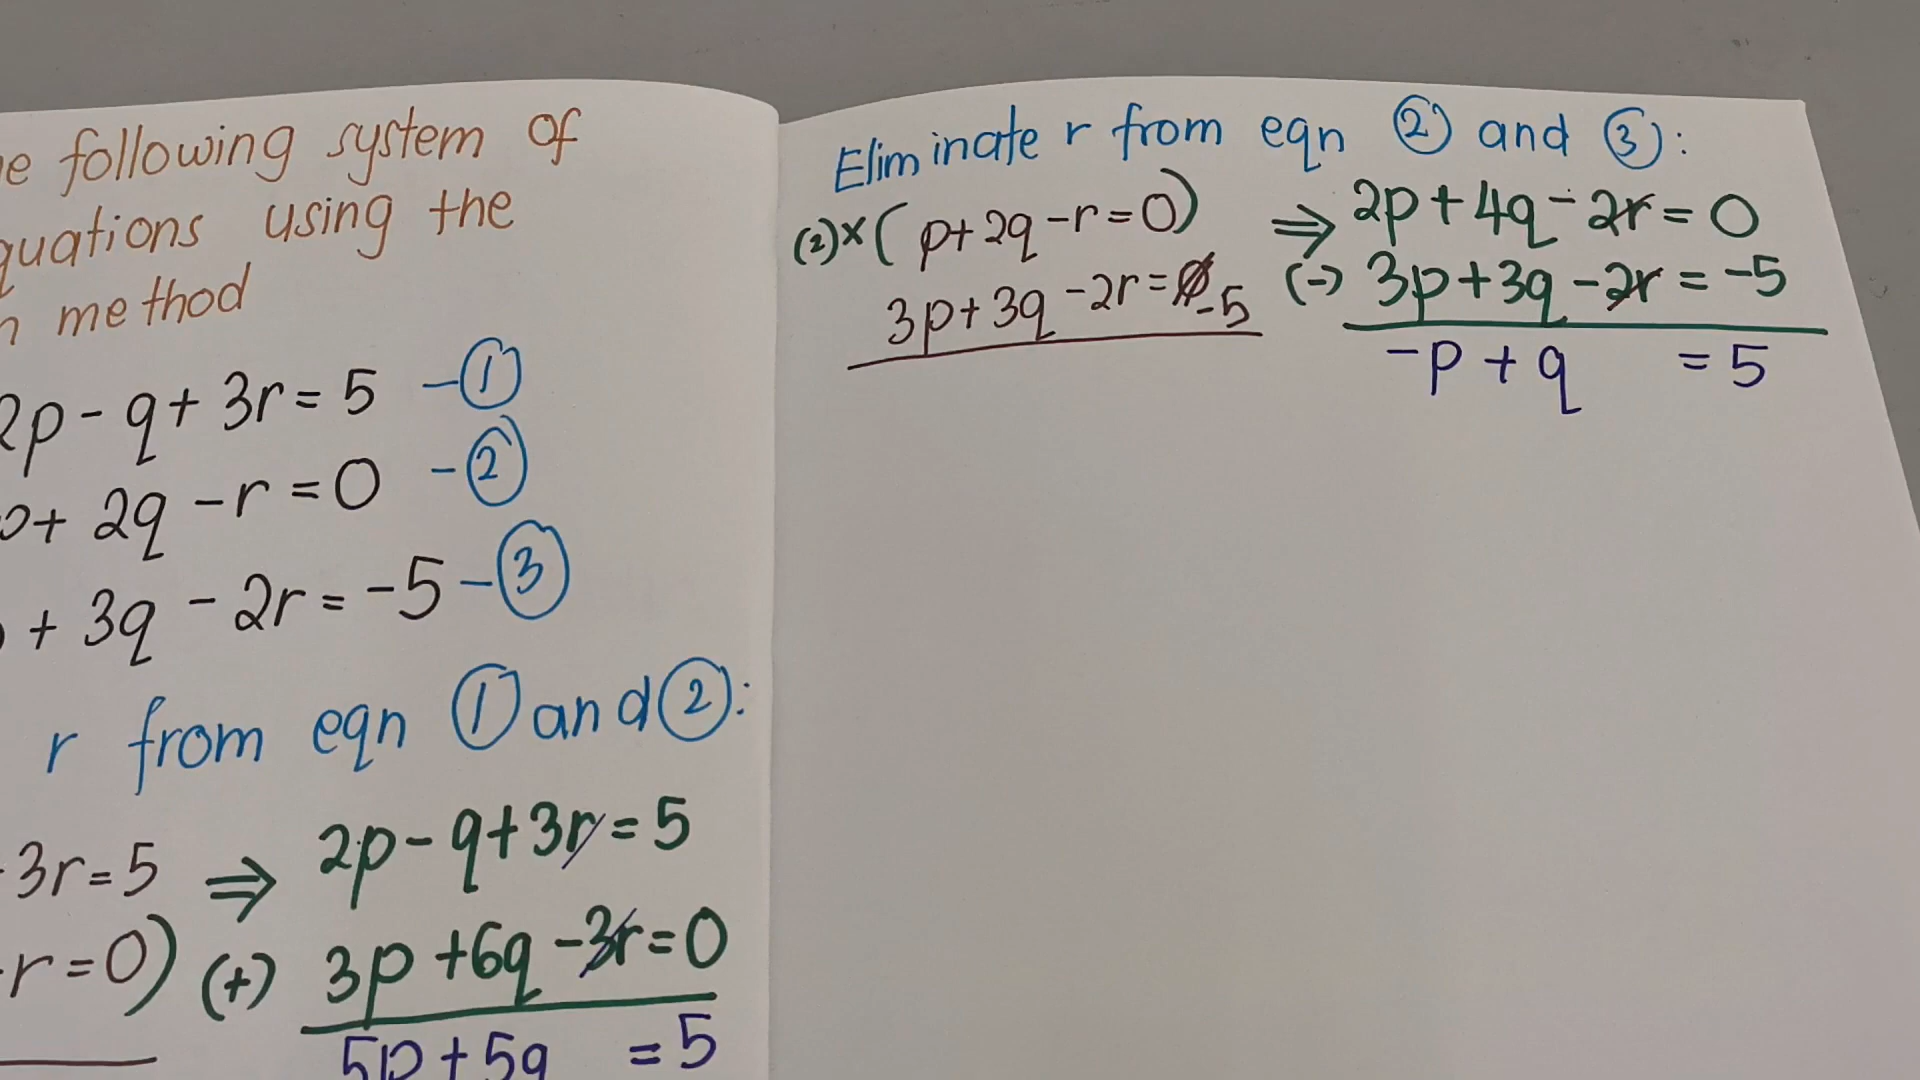 e following system of
quations using the
n method
2p - q + 3r = 5 - ①
p + 2q - r = 0 - ②
+ 3q - 2r = -5 - ③
r from eqn ① and ②:
3r = 5 ⇒ 2p - q + 3r = 5
-r = 0) (+) 3p + 6q - 3r = 0
5p + 5q = 5
Eliminate r from eqn ② and ③:
(2) × ( p + 2q - r = 0) ⇒ 2p + 4q - 2r = 0
3p + 3q - 2r = 0 -5 (-) 3p + 3q - 2r = -5
-p + q = 5